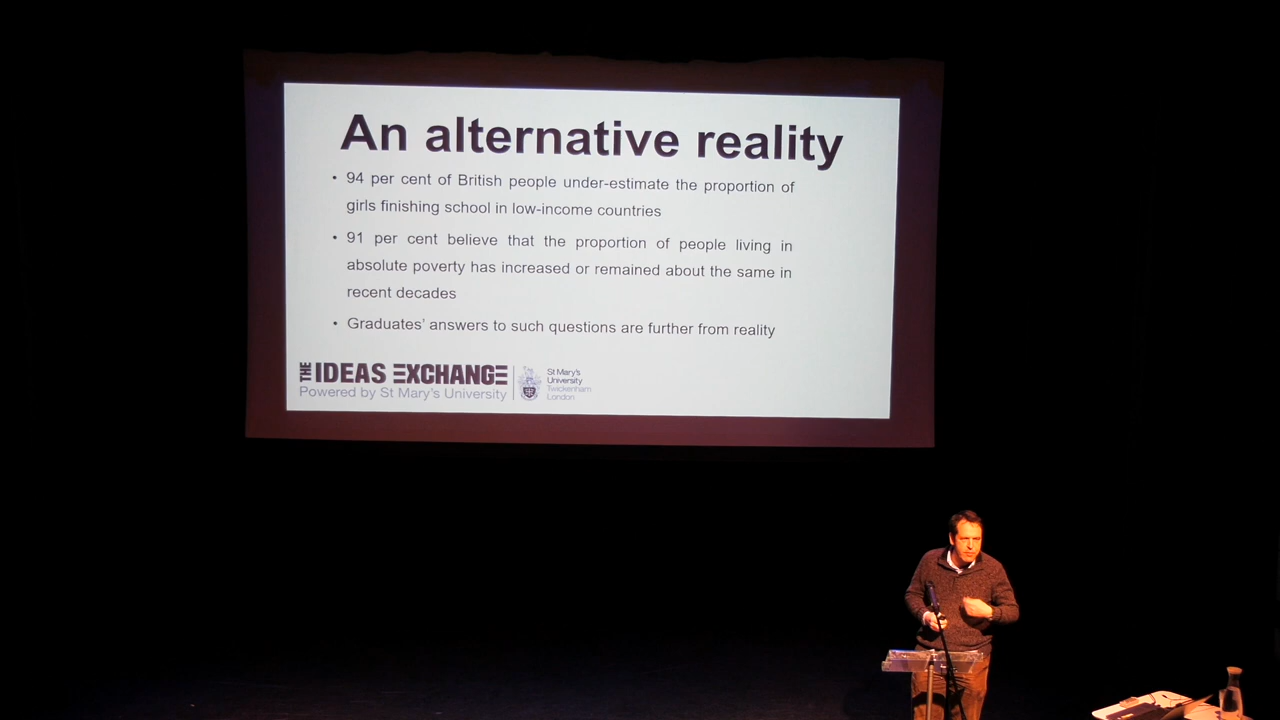 An alternative reality
• 94 per cent of British people under-estimate the proportion of
girls finishing school in low-income countries
• 91 per cent believe that the proportion of people living in
absolute poverty has increased or remained about the same in
recent decades
• Graduates’ answers to such questions are further from reality
THE IDEAS EXCHANGE
Powered by St Mary's University
St Mary's
University
Twickenham
London